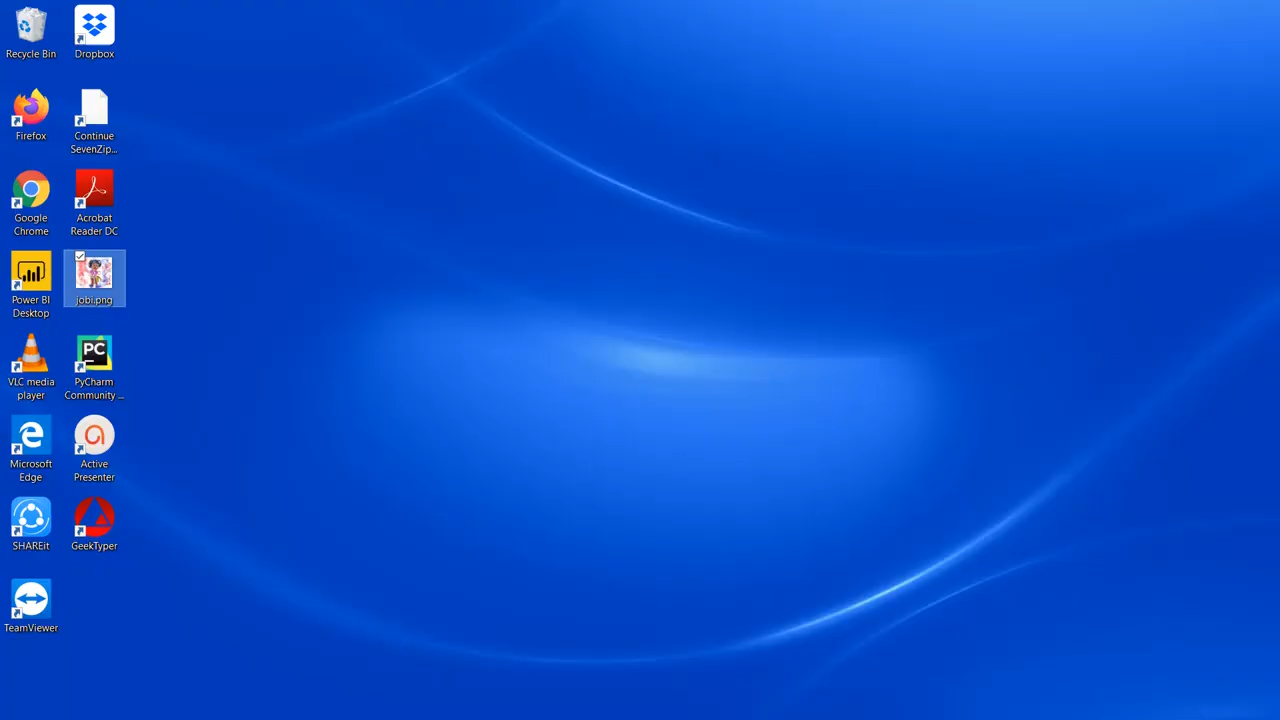 Recycle Bin
Dropbox
Firefox
Continue
SevenZip...
Google
Chrome
Acrobat
Reader DC
Power BI
Desktop
jobi.png
VLC media
player
PC
PyCharm
Community ...
Microsoft
Edge
Active
Presenter
SHAREit
GeekTyper
TeamViewer